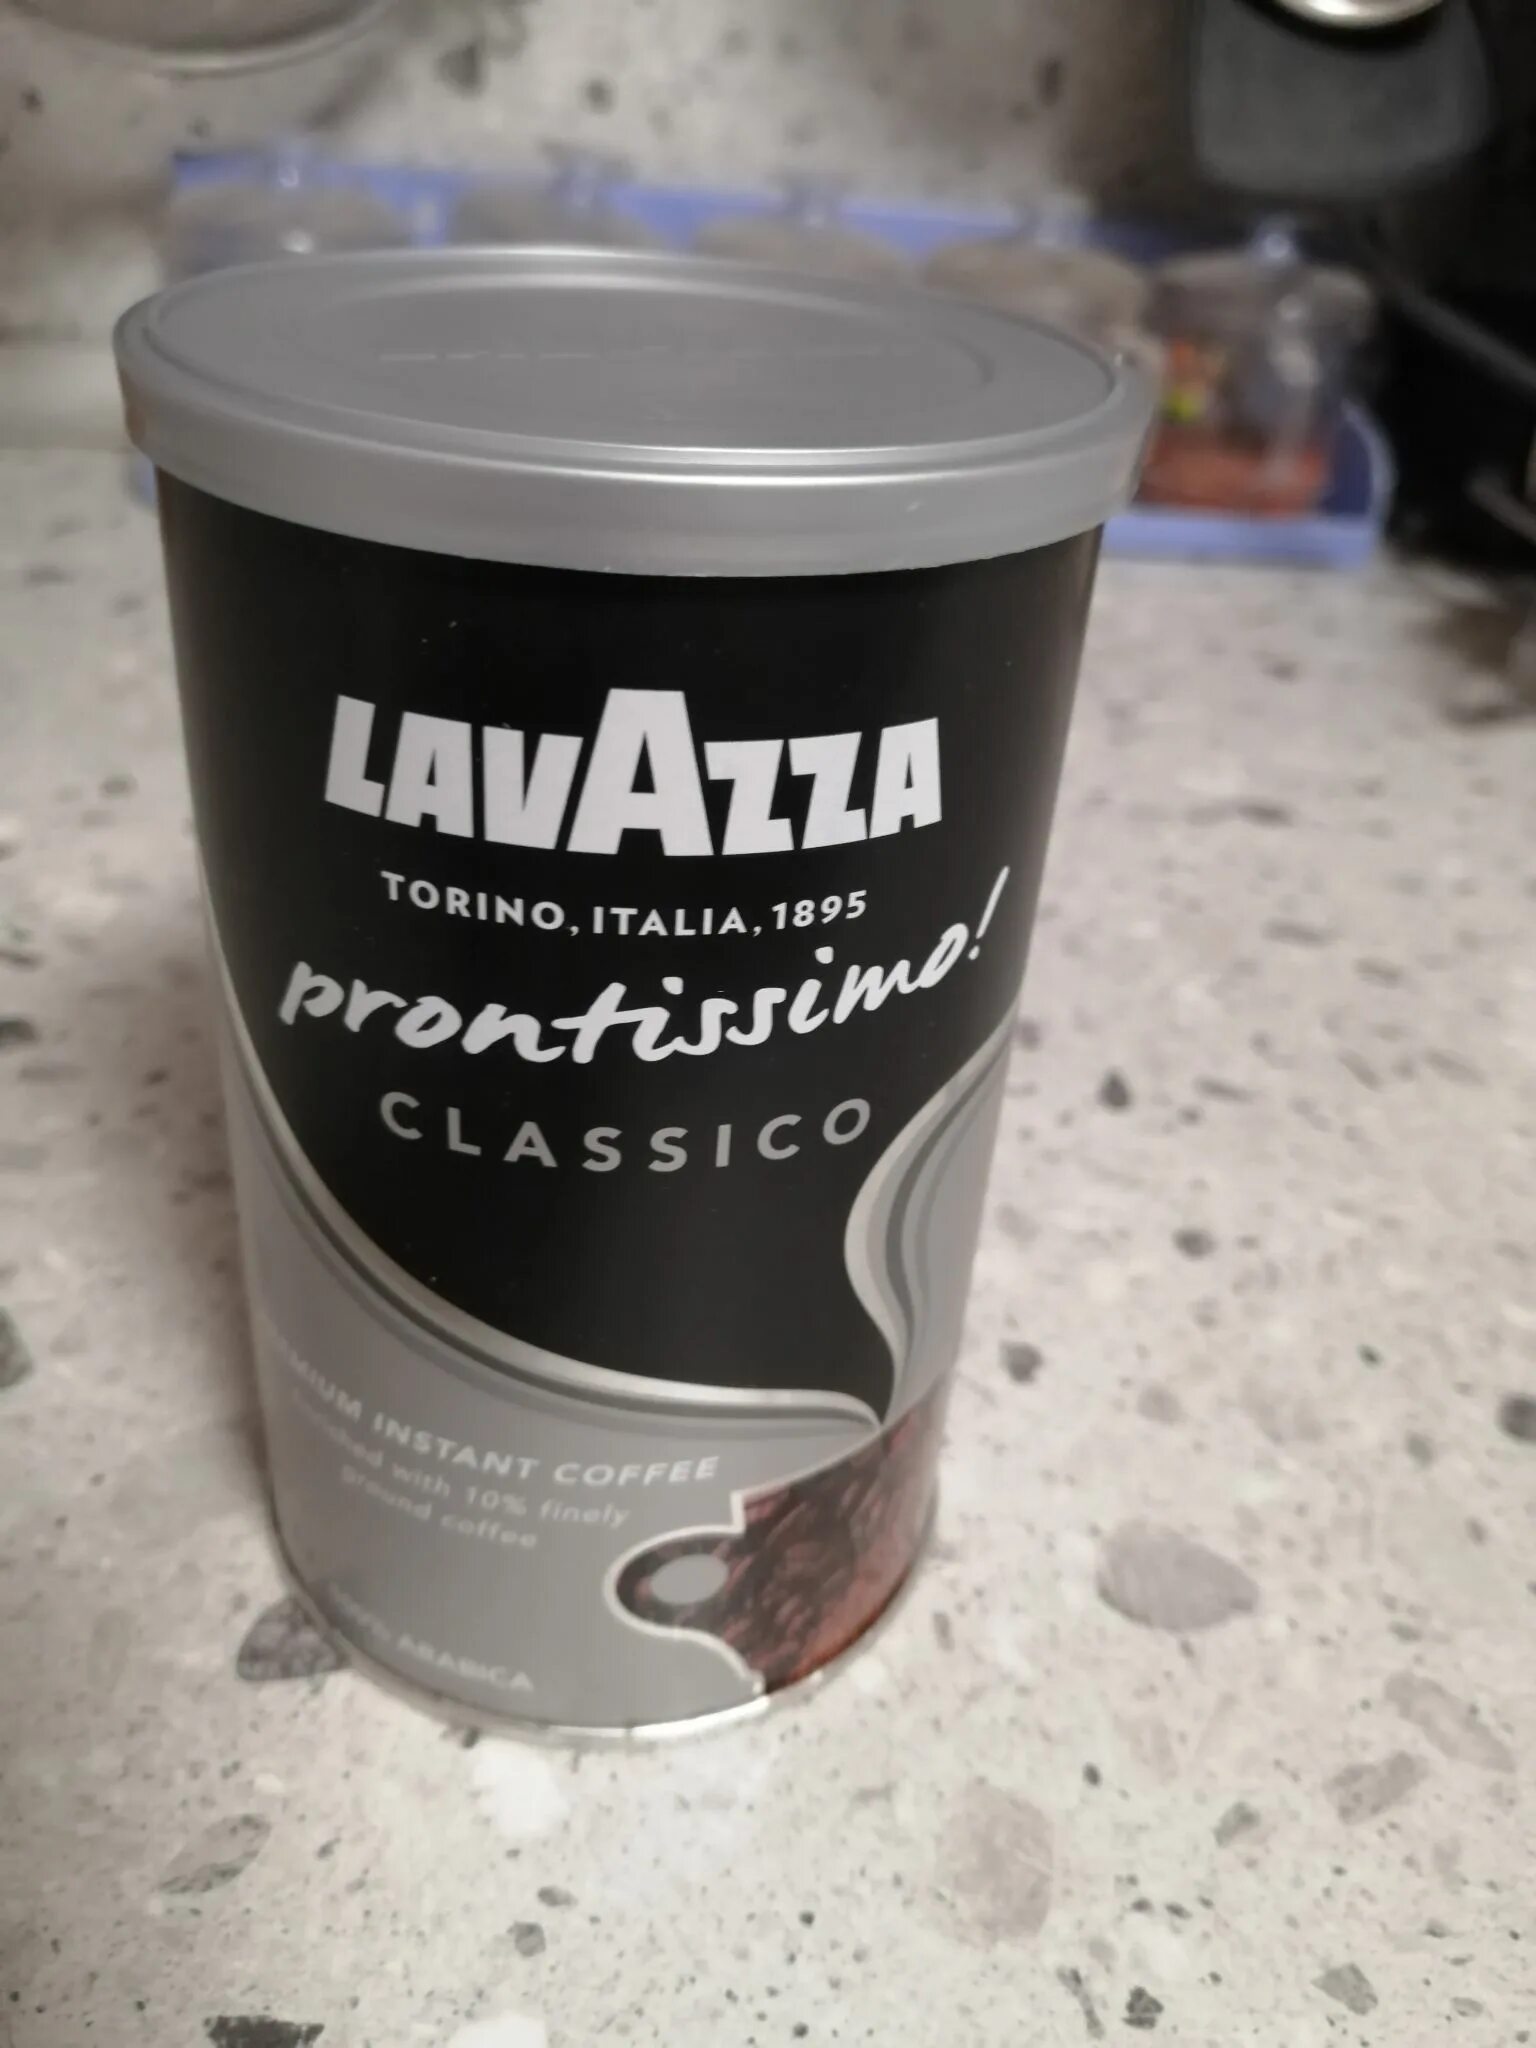 LAVAZZA
TORINO, ITALIA, 1895
prontissimo!
CLASSICO
INSTANT COFFEE
with 10% finely
ground coffee
ARABICA